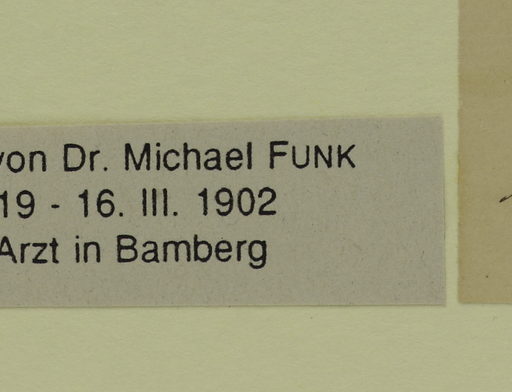 von Dr. Michael FUNK
19 - 16. III. 1902
Arzt in Bamberg